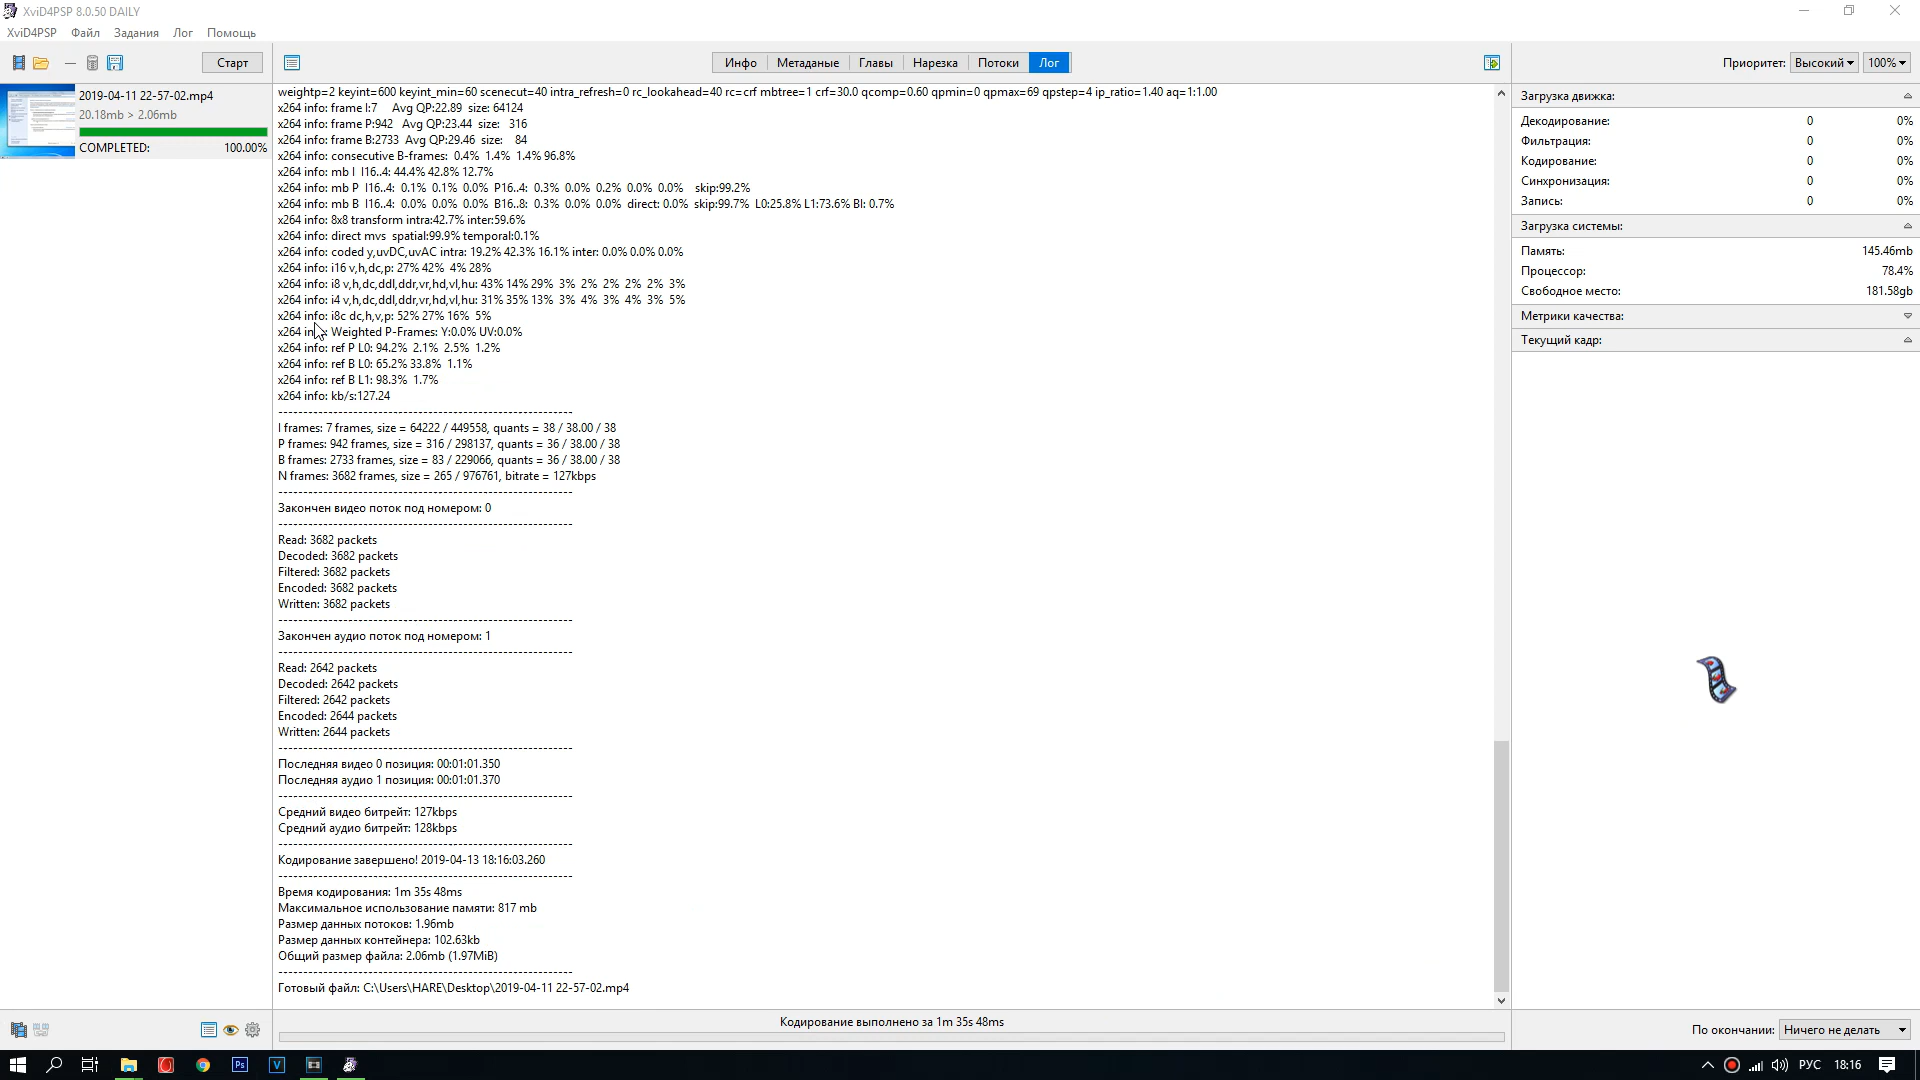 XviD4PSP 8.0.50 DAILY
XviD4PSP Файл Задания Лог Помощь
Старт
Инфо Метаданые Главы Нарезка Потоки Лог
Приоритет: Высокий 100%
2019-04-11 22-57-02.mp4
20.18mb > 2.06mb
COMPLETED: 100.00%
weightp=2 keyint=600 keyint_min=60 scenecut=40 intra_refresh=0 rc_lookahead=40 rc=crf mbtree=1 crf=30.0 qcomp=0.60 qpmin=0 qpmax=69 qpstep=4 ip_ratio=1.40 aq=1:1.00
x264 info: frame I:7 Avg QP:22.89 size: 64124
x264 info: frame P:942 Avg QP:23.44 size: 316
x264 info: frame B:2733 Avg QP:29.46 size: 84
x264 info: consecutive B-frames: 0.4% 1.4% 1.4% 96.8%
x264 info: mb I I16..4: 44.4% 42.8% 12.7%
x264 info: mb P I16..4: 0.1% 0.1% 0.0% P16..4: 0.3% 0.0% 0.2% 0.0% 0.0% skip:99.2%
x264 info: mb B I16..4: 0.0% 0.0% 0.0% B16..8: 0.3% 0.0% 0.0% direct: 0.0% skip:99.7% L0:25.8% L1:73.6% BI: 0.7%
x264 info: 8x8 transform intra:42.7% inter:59.6%
x264 info: direct mvs spatial:99.9% temporal:0.1%
x264 info: coded y,uvDC,uvAC intra: 19.2% 42.3% 16.1% inter: 0.0% 0.0% 0.0%
x264 info: i16 v,h,dc,p: 27% 42% 4% 28%
x264 info: i8 v,h,dc,ddl,ddr,vr,hd,vl,hu: 43% 14% 29% 3% 2% 2% 2% 2% 3%
x264 info: i4 v,h,dc,ddl,ddr,vr,hd,vl,hu: 31% 35% 13% 3% 4% 3% 4% 3% 5%
x264 info: i8c dc,h,v,p: 52% 27% 16% 5%
x264 info: Weighted P-Frames: Y:0.0% UV:0.0%
x264 info: ref P L0: 94.2% 2.1% 2.5% 1.2%
x264 info: ref B L0: 65.2% 33.8% 1.1%
x264 info: ref B L1: 98.3% 1.7%
x264 info: kb/s:127.24
------------------------------------------------------------
I frames: 7 frames, size = 64222 / 449558, quants = 38 / 38.00 / 38
P frames: 942 frames, size = 316 / 298137, quants = 36 / 38.00 / 38
B frames: 2733 frames, size = 83 / 229066, quants = 36 / 38.00 / 38
N frames: 3682 frames, size = 265 / 976761, bitrate = 127kbps
------------------------------------------------------------
Закончен видео поток под номером: 0
------------------------------------------------------------
Read: 3682 packets
Decoded: 3682 packets
Filtered: 3682 packets
Encoded: 3682 packets
Written: 3682 packets
------------------------------------------------------------
Закончен аудио поток под номером: 1
------------------------------------------------------------
Read: 2642 packets
Decoded: 2642 packets
Filtered: 2642 packets
Encoded: 2644 packets
Written: 2644 packets
------------------------------------------------------------
Последняя видео 0 позиция: 00:01:01.350
Последняя аудио 1 позиция: 00:01:01.370
------------------------------------------------------------
Средний видео битрейт: 127kbps
Средний аудио битрейт: 128kbps
------------------------------------------------------------
Кодирование завершено! 2019-04-13 18:16:03.260
------------------------------------------------------------
Время кодирования: 1m 35s 48ms
Максимальное использование памяти: 817 mb
Размер данных потоков: 1.96mb
Размер данных контейнера: 102.63kb
Общий размер файла: 2.06mb (1.97MiB)
------------------------------------------------------------
Готовый файл: C:\Users\HARE\Desktop\2019-04-11 22-57-02.mp4
Загрузка движка:
Декодирование: 0 0%
Фильтрация: 0 0%
Кодирование: 0 0%
Синхронизация: 0 0%
Запись: 0 0%
Загрузка системы:
Память: 145.46mb
Процессор: 78.4%
Свободное место: 181.58gb
Метрики качества:
Текущий кадр:
Кодирование выполнено за 1m 35s 48ms
По окончании: Ничего не делать
Ps V
РУС 18:16